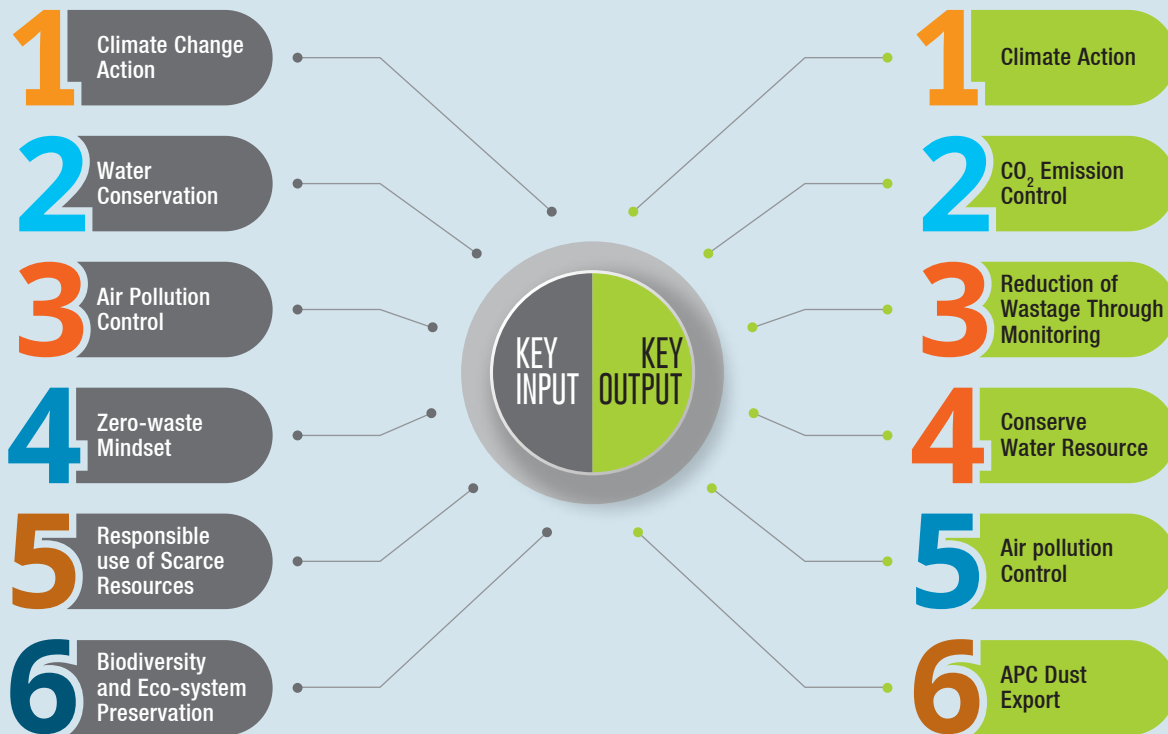 1
Climate Change
Action
2
Water
Conservation
3
Air Pollution
Control
4
Zero-waste
Mindset
5
Responsible
use of Scarce
Resources
6
Biodiversity
and Eco-system
Preservation
KEY
INPUT
KEY
OUTPUT
1
Climate Action
2
CO₂ Emission
Control
3
Reduction of
Wastage Through
Monitoring
4
Conserve
Water Resource
5
Air pollution
Control
6
APC Dust
Export